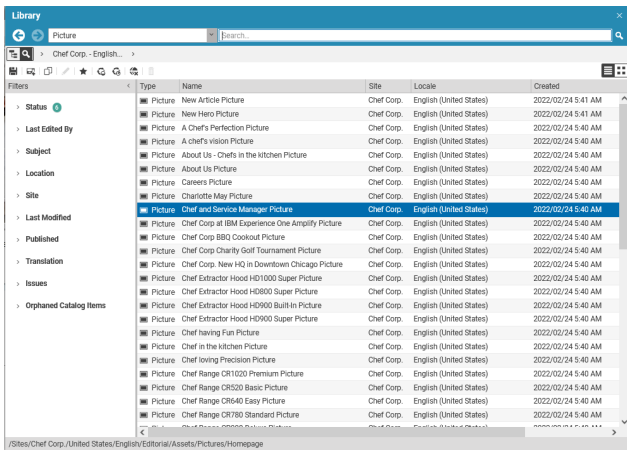 Library
Picture
Search...
Chef Corp. - English...
Filters
Type Name Site Locale Created
Status 6
Last Edited By
Subject
Location
Site
Last Modified
Published
Translation
Issues
Orphaned Catalog Items
Picture New Article Picture Chef Corp. English (United States) 2022/02/24 5:41 AM
Picture New Hero Picture Chef Corp. English (United States) 2022/02/24 5:41 AM
Picture A Chef's Perfection Picture Chef Corp. English (United States) 2022/02/24 5:40 AM
Picture A chef's vision Picture Chef Corp. English (United States) 2022/02/24 5:40 AM
Picture About Us - Chefs in the kitchen Picture Chef Corp. English (United States) 2022/02/24 5:40 AM
Picture About Us Picture Chef Corp. English (United States) 2022/02/24 5:40 AM
Picture Careers Picture Chef Corp. English (United States) 2022/02/24 5:40 AM
Picture Charlotte May Picture Chef Corp. English (United States) 2022/02/24 5:40 AM
Picture Chef and Service Manager Picture Chef Corp. English (United States) 2022/02/24 5:40 AM
Picture Chef Corp at IBM Experience One Amplify Picture Chef Corp. English (United States) 2022/02/24 5:40 AM
Picture Chef Corp BBQ Cookout Picture Chef Corp. English (United States) 2022/02/24 5:40 AM
Picture Chef Corp Charity Golf Tournament Picture Chef Corp. English (United States) 2022/02/24 5:40 AM
Picture Chef Corp. New HQ in Downtown Chicago Picture Chef Corp. English (United States) 2022/02/24 5:40 AM
Picture Chef Extractor Hood HD1000 Super Picture Chef Corp. English (United States) 2022/02/24 5:40 AM
Picture Chef Extractor Hood HD800 Super Picture Chef Corp. English (United States) 2022/02/24 5:40 AM
Picture Chef Extractor Hood HD900 Built-In Picture Chef Corp. English (United States) 2022/02/24 5:40 AM
Picture Chef Extractor Hood HD900 Super Picture Chef Corp. English (United States) 2022/02/24 5:40 AM
Picture Chef having Fun Picture Chef Corp. English (United States) 2022/02/24 5:40 AM
Picture Chef in the kitchen Picture Chef Corp. English (United States) 2022/02/24 5:40 AM
Picture Chef loving Precision Picture Chef Corp. English (United States) 2022/02/24 5:40 AM
Picture Chef Range CR1020 Premium Picture Chef Corp. English (United States) 2022/02/24 5:40 AM
Picture Chef Range CR520 Basic Picture Chef Corp. English (United States) 2022/02/24 5:40 AM
Picture Chef Range CR640 Easy Picture Chef Corp. English (United States) 2022/02/24 5:40 AM
Picture Chef Range CR780 Standard Picture Chef Corp. English (United States) 2022/02/24 5:40 AM
/Sites/Chef Corp./United States/English/Editorial/Assets/Pictures/Homepage